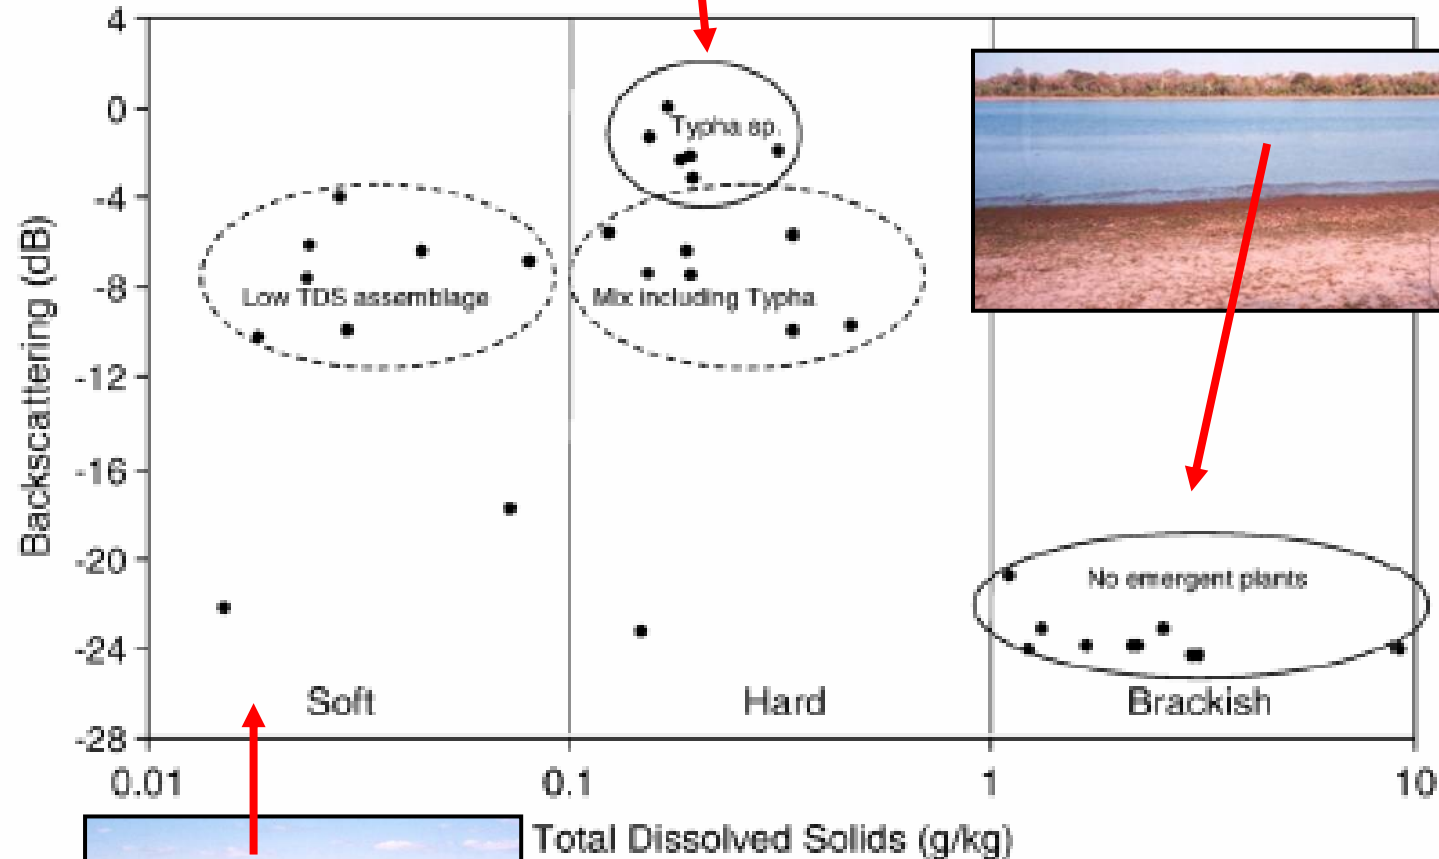 4
0
-4
-8
-12
-16
-20
-24
-28
Backscattering (dB)
Typha sp.
Low TDS assemblage
Mix including Typha
No emergent plants
Soft
Hard
Brackish
0.01
0.1
1
10
Total Dissolved Solids (g/kg)